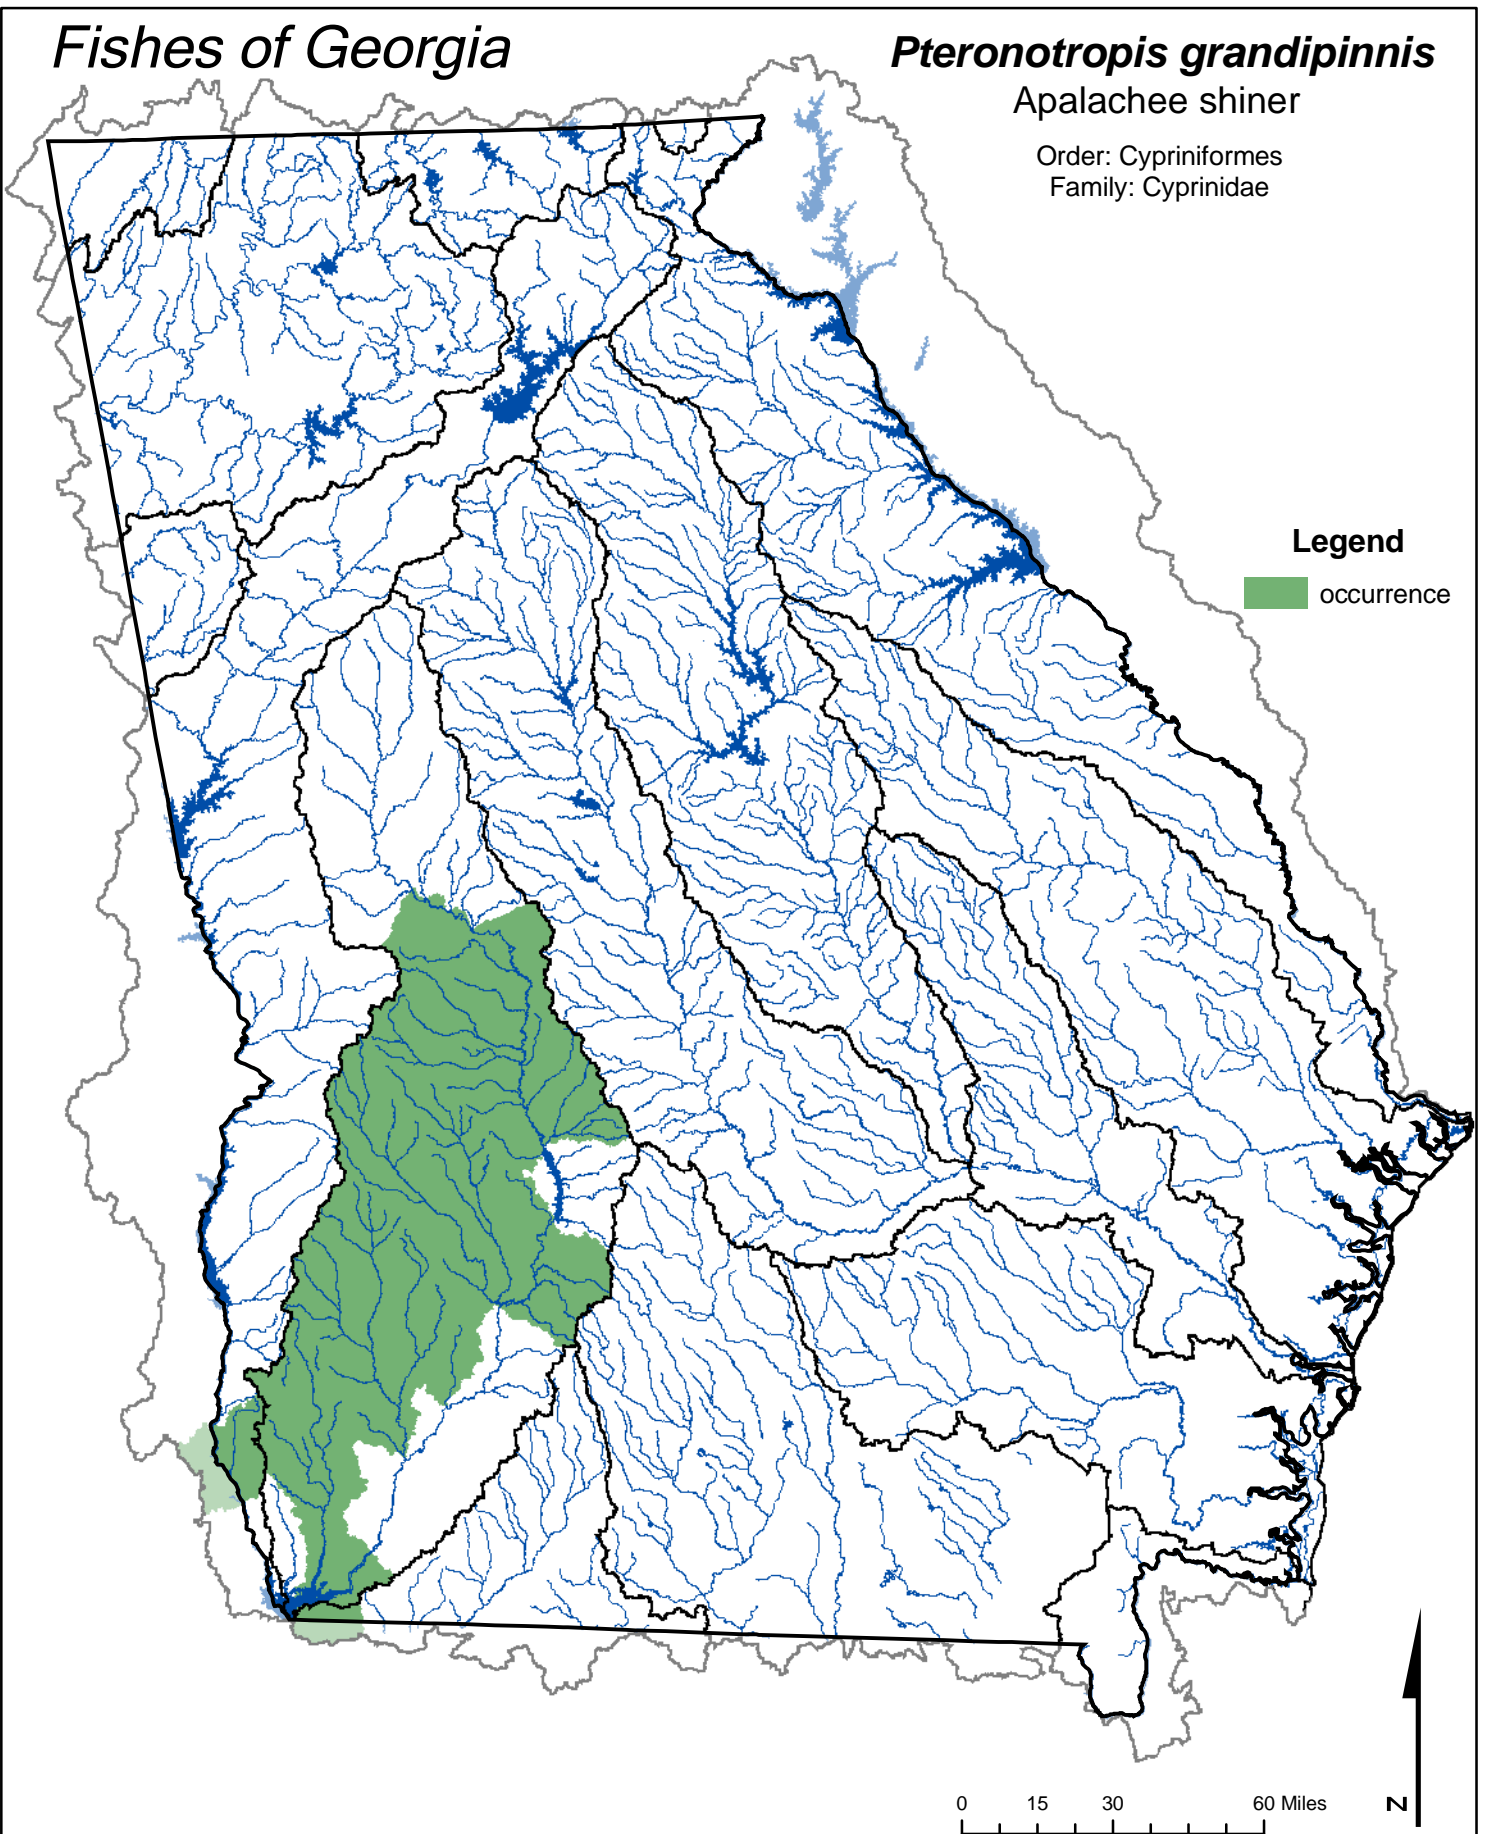 Fishes of Georgia
Pteronotropis grandipinnis
Apalachee shiner
Order: Cypriniformes
Family: Cyprinidae
Legend
occurrence
0 15 30 60 Miles
N